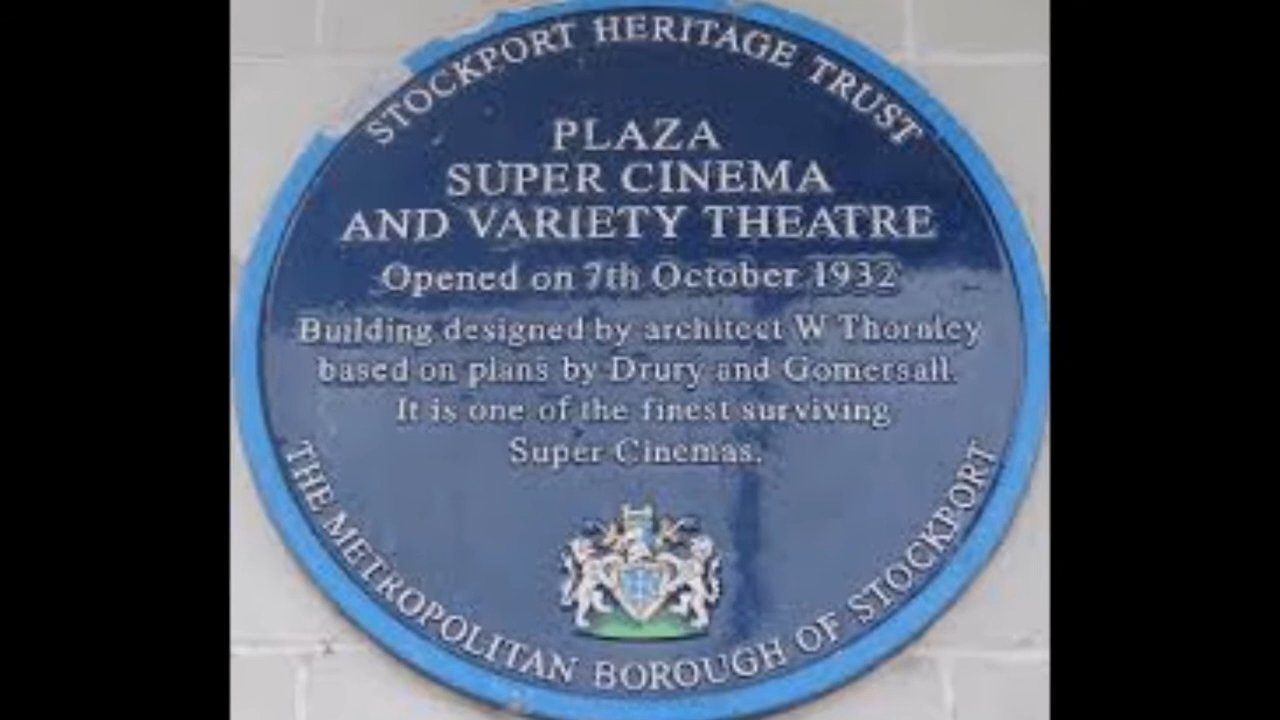 STOCKPORT HERITAGE TRUST
PLAZA
SUPER CINEMA
AND VARIETY THEATRE
Opened on 7th October 1932
Building designed by architect W Thornley
based on plans by Drury and Gomersall.
It is one of the finest surviving
Super Cinemas.
THE METROPOLITAN BOROUGH OF STOCKPORT